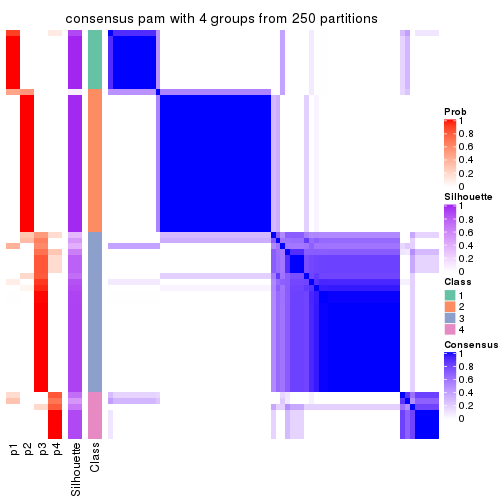 consensus pam with 4 groups from 250 partitions
Prob
1
0.8
0.6
0.4
0.2
0
Silhouette
1
0.8
0.6
0.4
0.2
0
Class
1
2
3
4
Consensus
1
0.8
0.6
0.4
0.2
0
p1
p2
p3
p4
Silhouette
Class